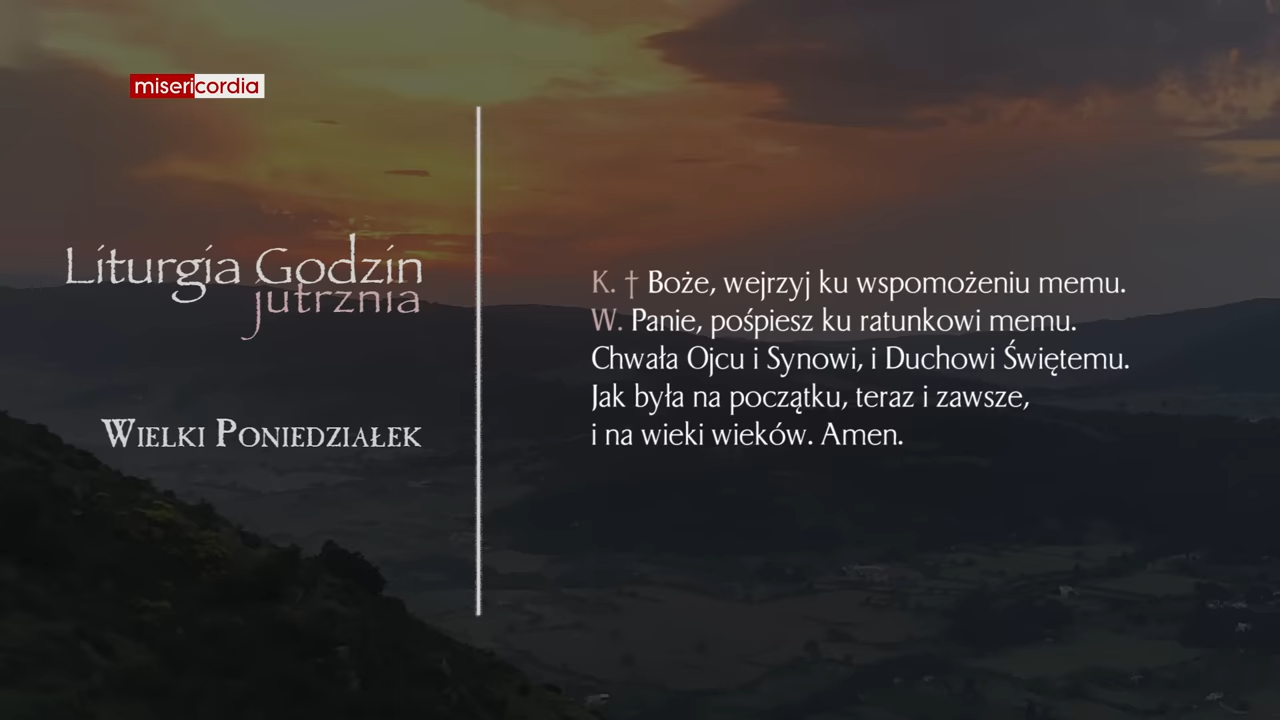 misericordia
Liturgia Godzin
jutrznia
Wielki Poniedziałek
K. † Boże, wejrzyj ku wspomożeniu memu.
W. Panie, pośpiesz ku ratunkowi memu.
Chwała Ojcu i Synowi, i Duchowi Świętemu.
Jak była na początku, teraz i zawsze,
i na wieki wieków. Amen.